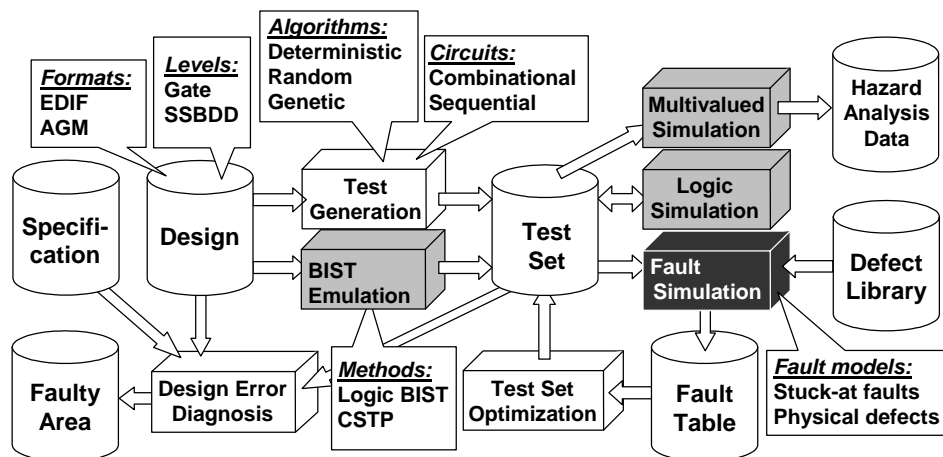 Formats:
EDIF
AGM
Levels:
Gate
SSBDD
Algorithms:
Deterministic
Random
Genetic
Circuits:
Combinational
Sequential
Multivalued
Simulation
Hazard
Analysis
Data
Specifi-
cation
Design
Test
Generation
Test
Set
Logic
Simulation
BIST
Emulation
Fault
Simulation
Defect
Library
Faulty
Area
Design Error
Diagnosis
Methods:
Logic BIST
CSTP
Test Set
Optimization
Fault
Table
Fault models:
Stuck-at faults
Physical defects